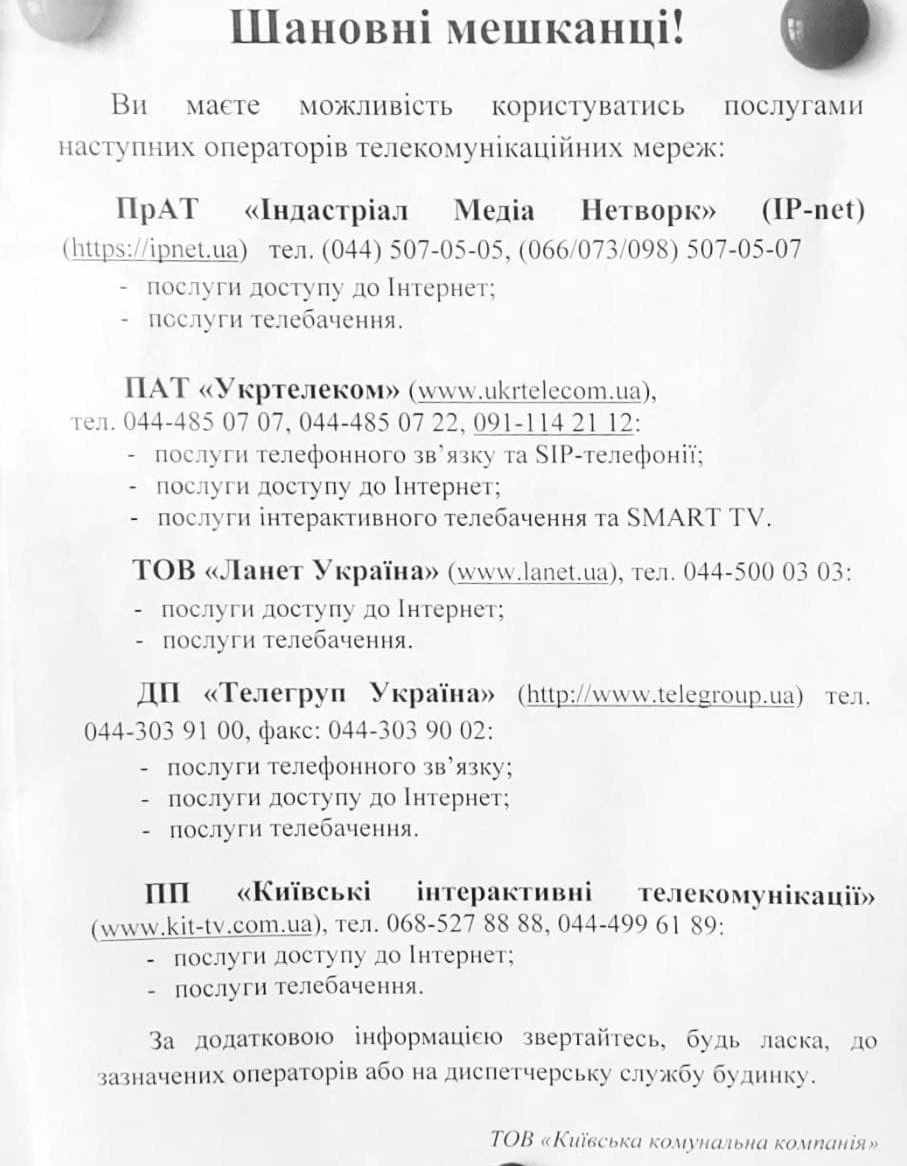 Шановні мешканці!
Ви маєте можливість користуватись послугами
наступних операторів телекомунікаційних мереж:
ПрАТ «Індастріал Медіа Нетворк» (IP-net)
(https://ipnet.ua) тел. (044) 507-05-05, (066/073/098) 507-05-07
- послуги доступу до Інтернет;
- послуги телебачення.
ПАТ «Укртелеком» (www.ukrtelecom.ua),
тел. 044-485 07 07, 044-485 07 22, 091-114 21 12:
- послуги телефонного зв’язку та SIP-телефонії;
- послуги доступу до Інтернет;
- послуги інтерактивного телебачення та SMART TV.
ТОВ «Ланет Україна» (www.lanet.ua), тел. 044-500 03 03:
- послуги доступу до Інтернет;
- послуги телебачення.
ДП «Телегруп Україна» (http://www.telegroup.ua) тел.
044-303 91 00, факс: 044-303 90 02:
- послуги телефонного зв’язку;
- послуги доступу до Інтернет;
- послуги телебачення.
ПП «Київські інтерактивні телекомунікації»
(www.kit-tv.com.ua), тел. 068-527 88 88, 044-499 61 89:
- послуги доступу до Інтернет;
- послуги телебачення.
За додатковою інформацією звертайтесь, будь ласка, до
зазначених операторів або на диспетчерську службу будинку.
ТОВ «Київська комунальна компанія»